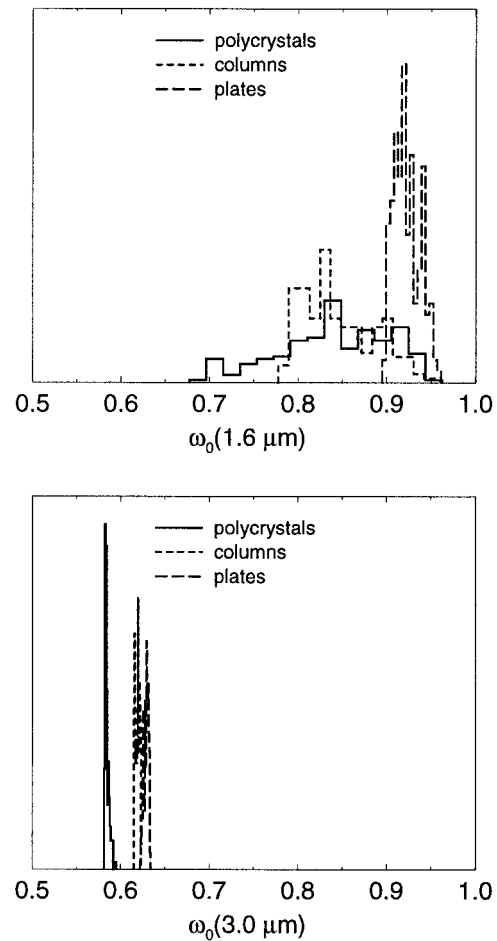 polycrystals
columns
plates
0.5 0.6 0.7 0.8 0.9 1.0
ω₀(1.6 μm)
polycrystals
columns
plates
0.5 0.6 0.7 0.8 0.9 1.0
ω₀(3.0 μm)